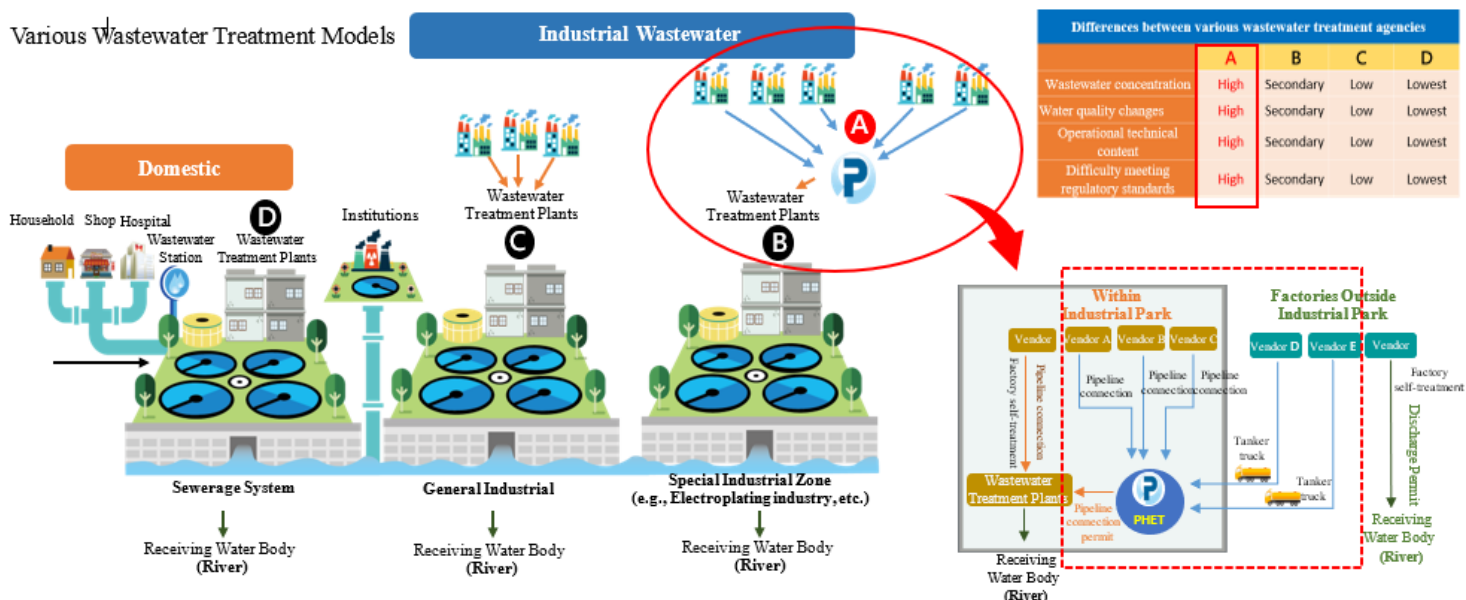 Various Wastewater Treatment Models
Industrial Wastewater
Domestic
Household
Shop
Hospital
Wastewater
Station
D
Wastewater
Treatment Plants
Institutions
Wastewater
Treatment Plants
C
A
P
Wastewater
Treatment Plants
B
Sewerage System
General Industrial
Special Industrial Zone
(e.g., Electroplating industry, etc.)
Receiving Water Body
(River)
Receiving Water Body
(River)
Receiving Water Body
(River)
Differences between various wastewater treatment agencies
A B C D
Wastewater concentration High Secondary Low Lowest
Water quality changes High Secondary Low Lowest
Operational technical
content High Secondary Low Lowest
Difficulty meeting
regulatory standards High Secondary Low Lowest
Within
Industrial Park
Factories Outside
Industrial Park
Vendor
Vendor A
Vendor B
Vendor C
Vendor D
Vendor E
Vendor
Factory self-treatment
Pipeline connection
Pipeline
connection
Pipeline
connection
Pipeline
connection
Factory
self-treatment
Discharge Permit
Tanker
truck
Tanker
truck
Wastewater
Treatment Plants
P
PHET
Pipeline
connection
permit
Receiving
Water Body
(River)
Receiving
Water Body
(River)